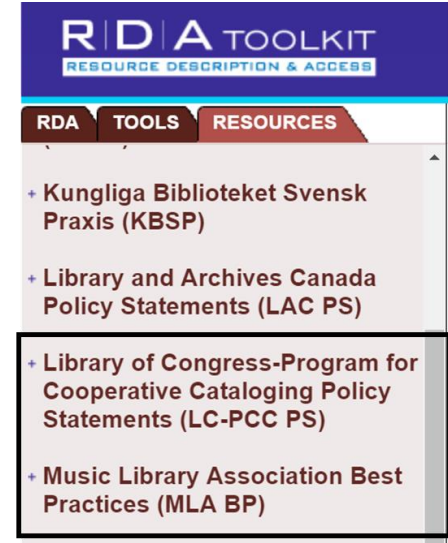 R|D|A TOOLKIT
RESOURCE DESCRIPTION & ACCESS
RDA TOOLS RESOURCES
+ Kungliga Biblioteket Svensk
Praxis (KBSP)
+ Library and Archives Canada
Policy Statements (LAC PS)
+ Library of Congress-Program for
Cooperative Cataloging Policy
Statements (LC-PCC PS)
+ Music Library Association Best
Practices (MLA BP)